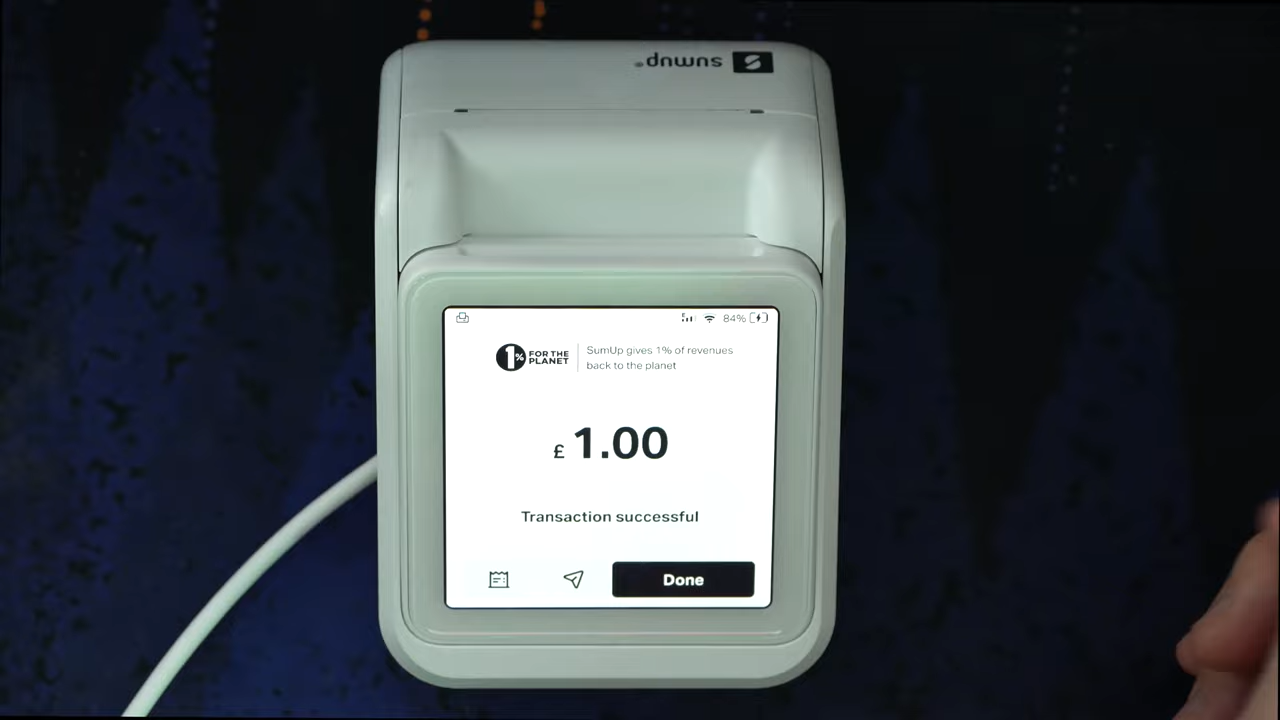 sumup®
84%
1% FOR THE
PLANET
SumUp gives 1% of revenues
back to the planet
£ 1.00
Transaction successful
Done